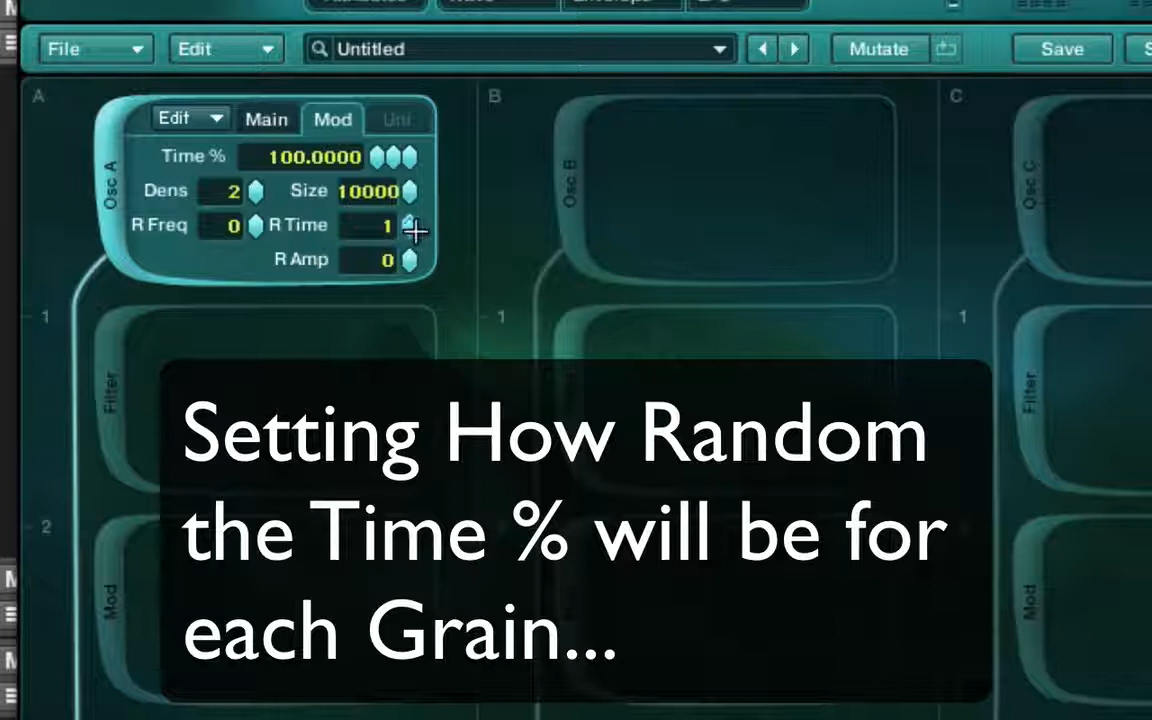 File Edit Untitled Mutate Save
A B C
Edit Main Mod Uni
Time % 100.0000
Dens 2 Size 10000
R Freq 0 R Time 1
R Amp 0
Osc A Osc B Osc C
1 1 1
Filter Filter
Setting How Random
the Time % will be for
each Grain...
2
Mod Mod